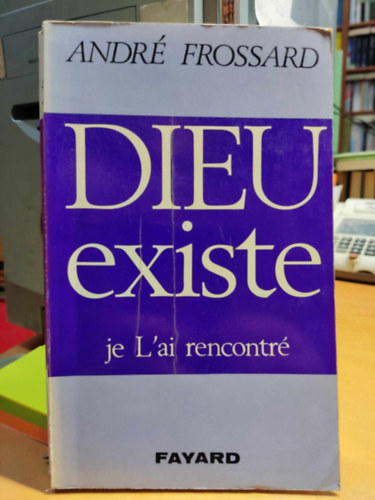 ANDRÉ FROSSARD
DIEU
existe
je L'ai rencontré
FAYARD